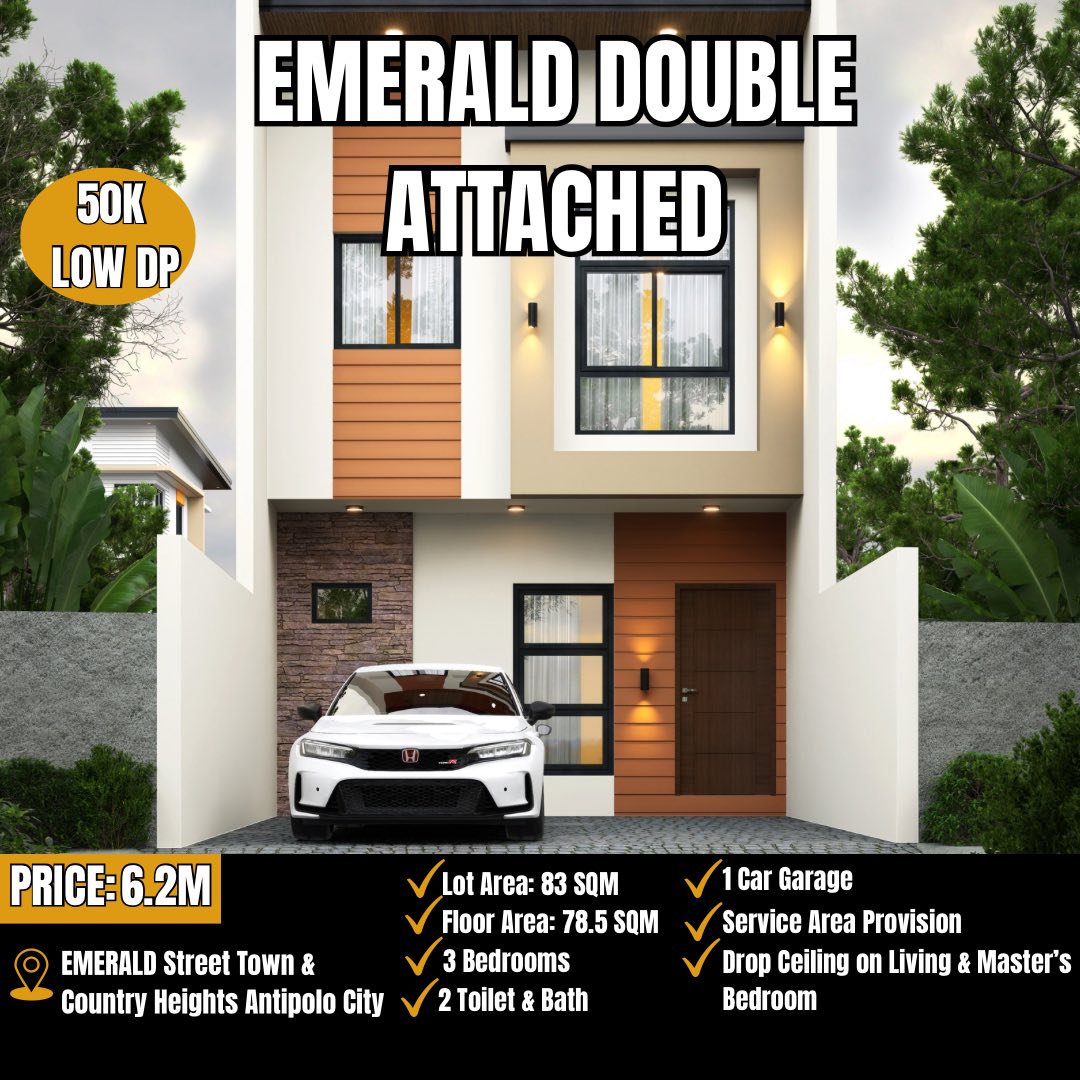 EMERALD DOUBLE
ATTACHED
50K
LOW DP
PRICE: 6.2M
EMERALD Street Town &
Country Heights Antipolo City
Lot Area: 83 SQM
Floor Area: 78.5 SQM
3 Bedrooms
2 Toilet & Bath
1 Car Garage
Service Area Provision
Drop Ceiling on Living & Master's
Bedroom